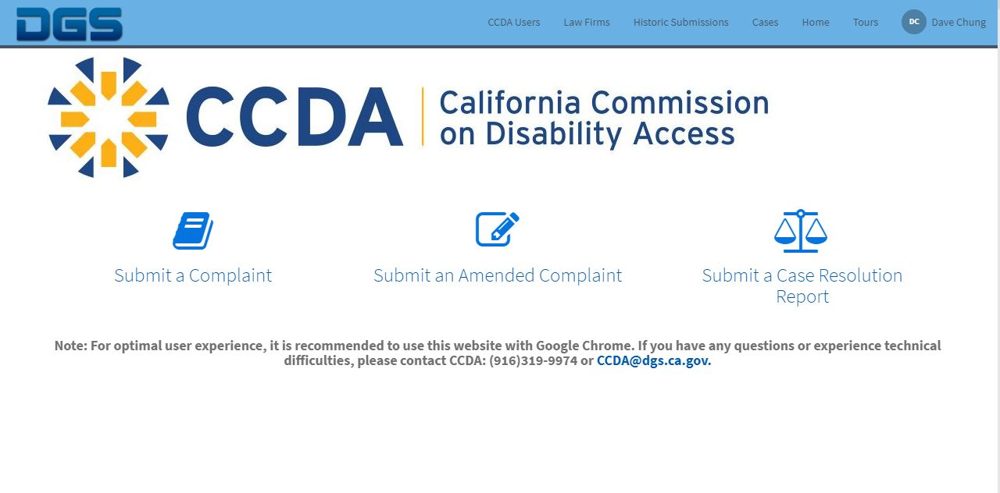 DGS
CCDA Users Law Firms Historic Submissions Cases Home Tours DC Dave Chung
CCDA California Commission
on Disability Access
Submit a Complaint
Submit an Amended Complaint
Submit a Case Resolution
Report
Note: For optimal user experience, it is recommended to use this website with Google Chrome. If you have any questions or experience technical
difficulties, please contact CCDA: (916)319-9974 or CCDA@dgs.ca.gov.